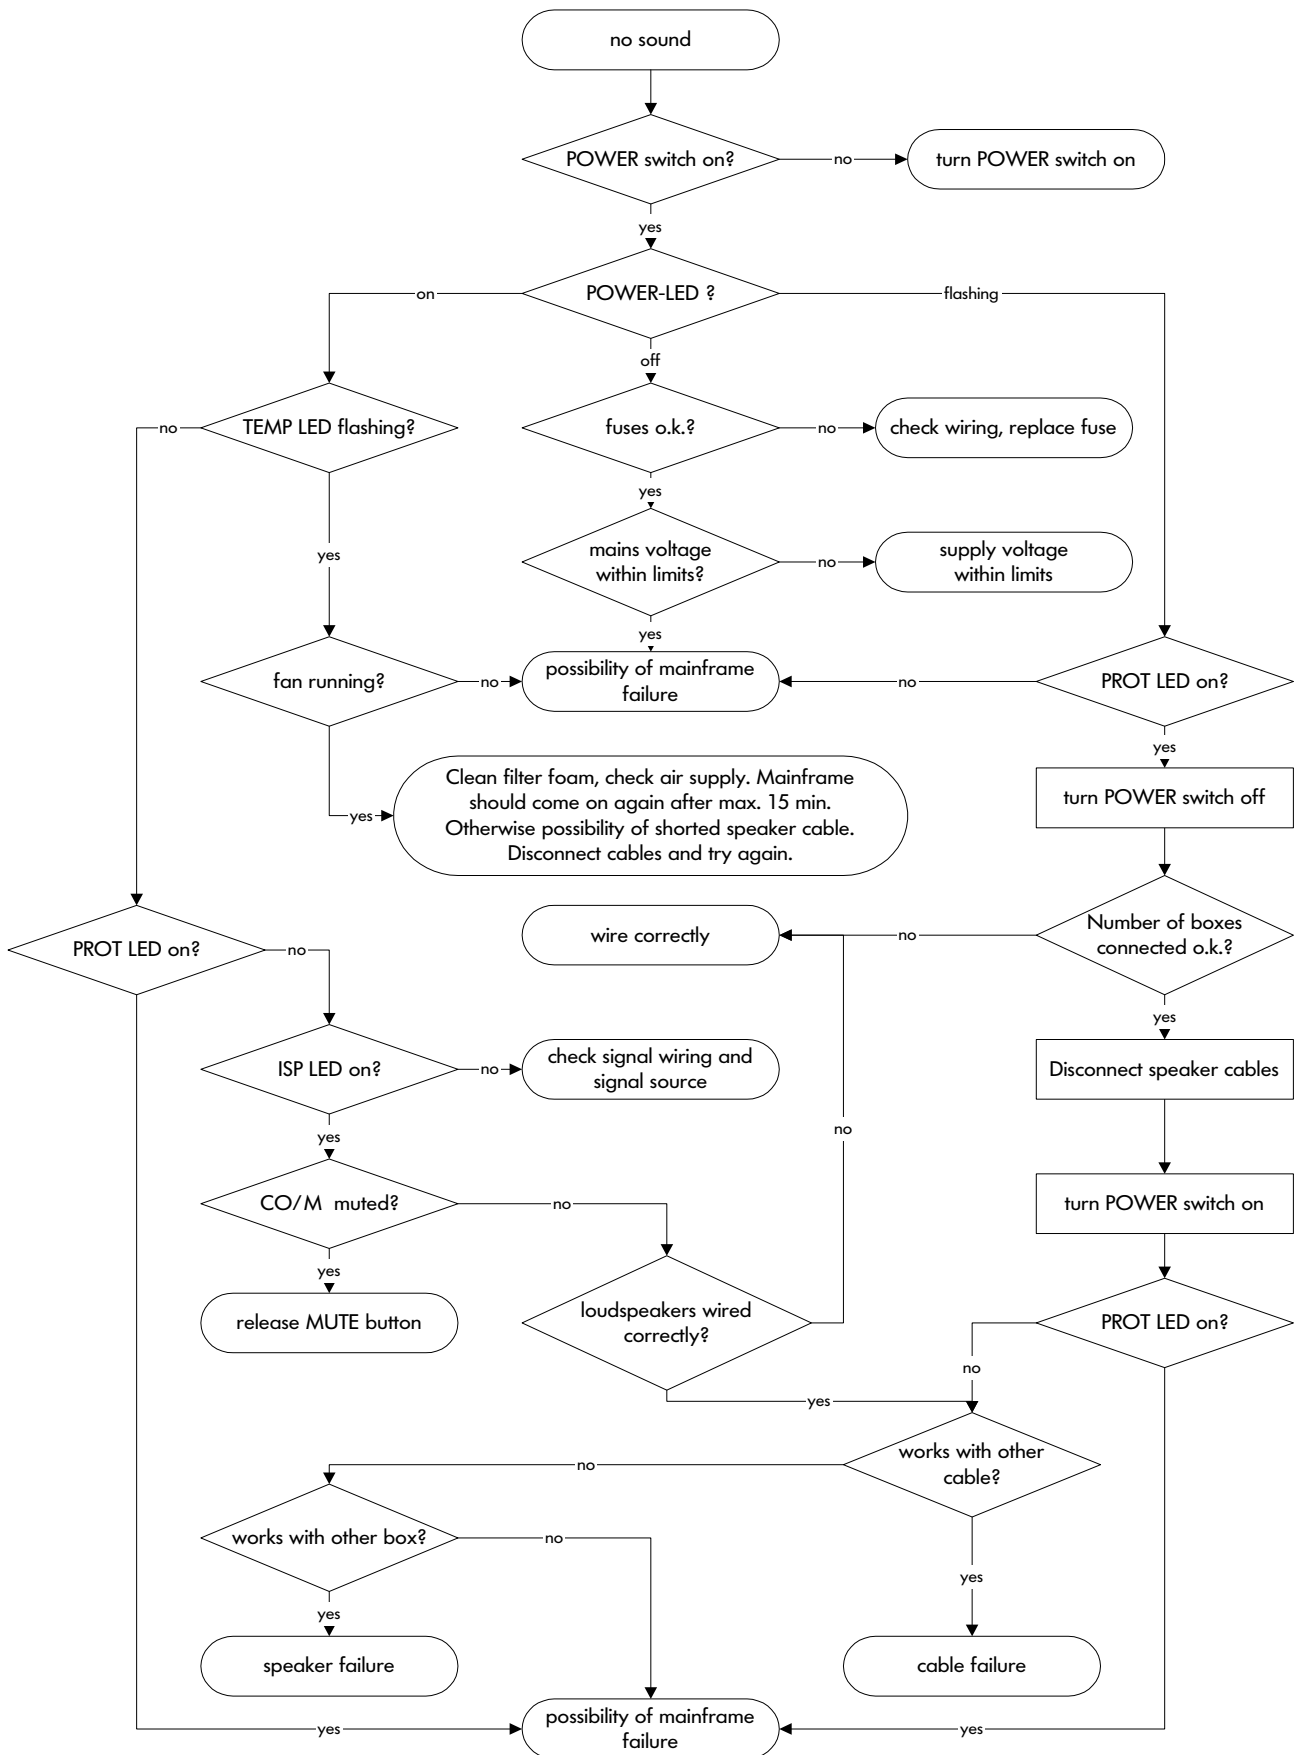 no sound
POWER switch on?
no
turn POWER switch on
yes
on
POWER-LED ?
flashing
off
no
TEMP LED flashing?
fuses o.k.?
no
check wiring, replace fuse
yes
yes
mains voltage
within limits?
no
supply voltage
within limits
yes
fan running?
no
possibility of mainframe
failure
no
PROT LED on?
yes
Clean filter foam, check air supply. Mainframe
should come on again after max. 15 min.
Otherwise possibility of shorted speaker cable.
Disconnect cables and try again.
yes
turn POWER switch off
PROT LED on?
no
wire correctly
no
Number of boxes
connected o.k.?
yes
ISP LED on?
no
check signal wiring and
signal source
Disconnect speaker cables
yes
no
CO/M  muted?
no
turn POWER switch on
yes
release MUTE button
loudspeakers wired
correctly?
PROT LED on?
no
yes
works with other
cable?
no
works with other box?
no
yes
yes
speaker failure
cable failure
yes
possibility of mainframe
failure
yes